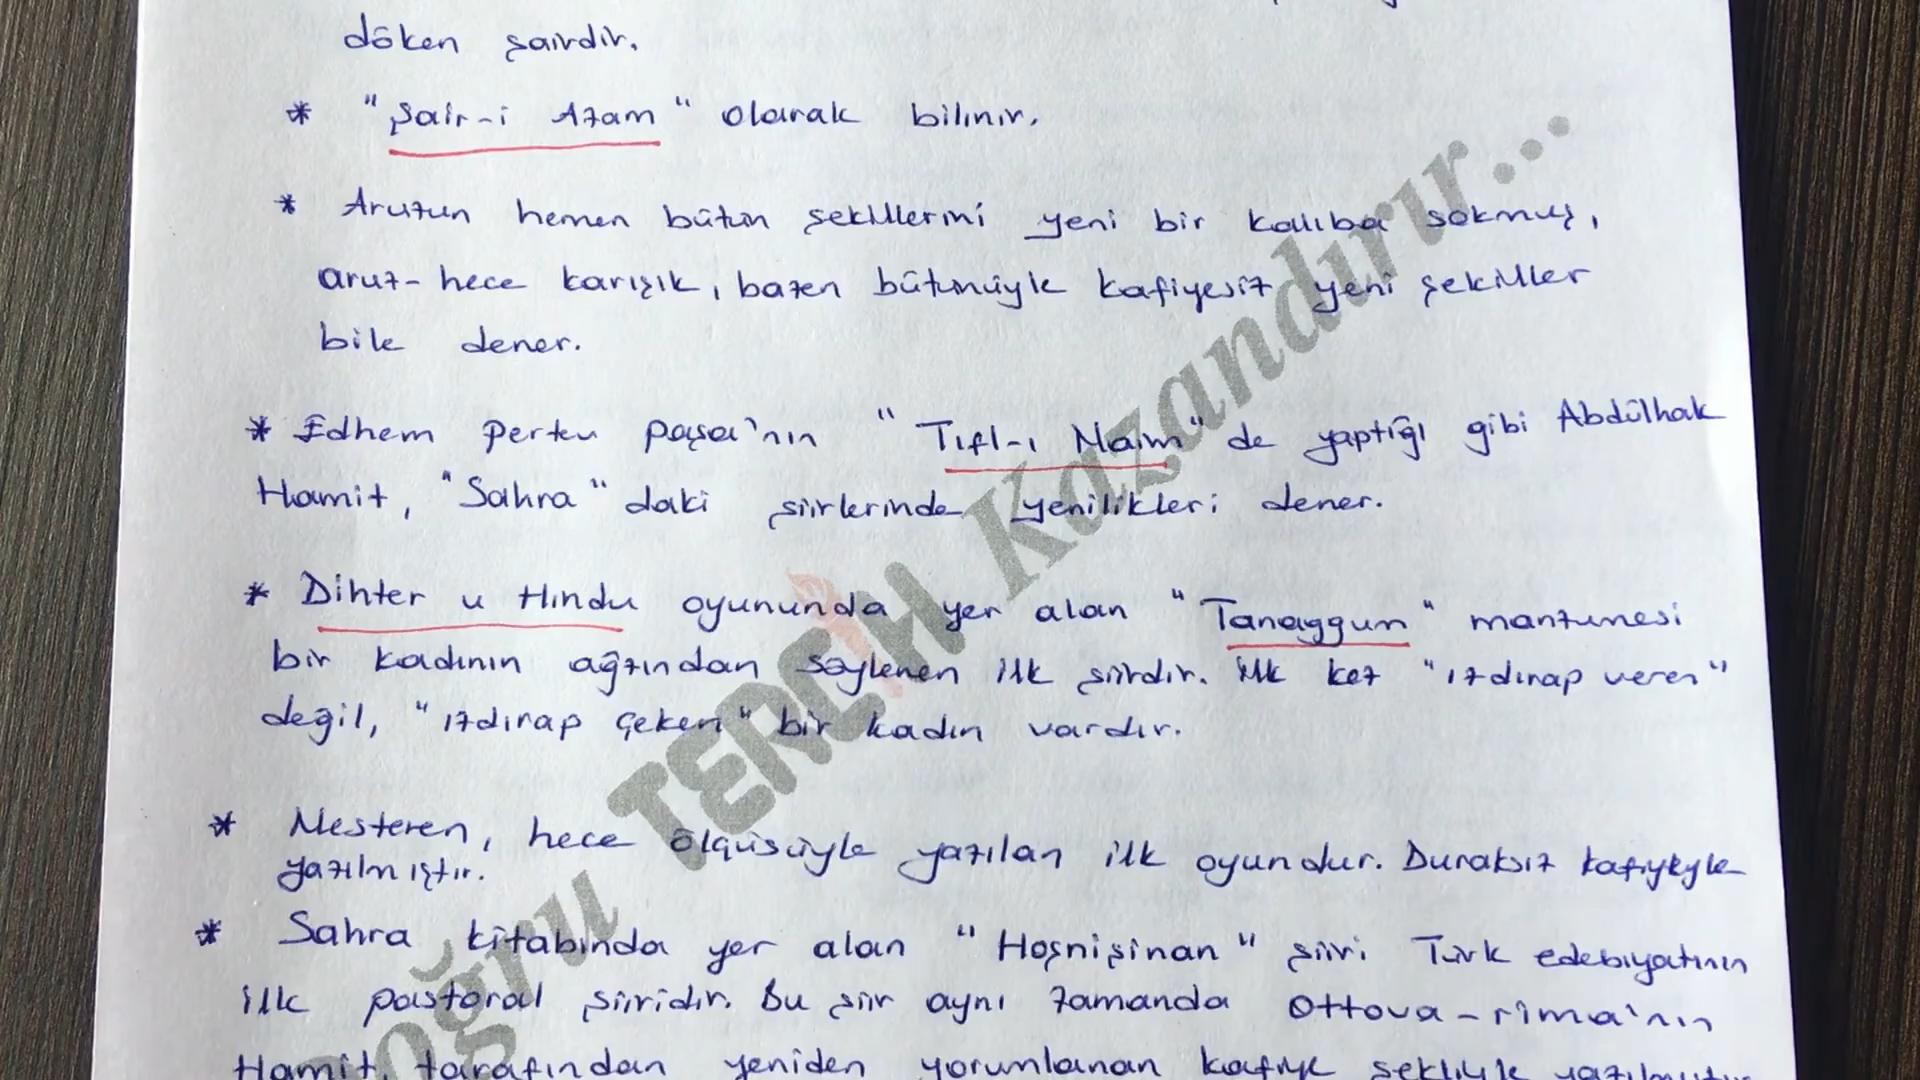 döken şairdir.
* "Şair-i Azam" olarak bilinir.
* Aruzun hemen bütün şekillerini yeni bir kalıba sokmuş,
aruz-hece karışık, bazen bütünüyle kafiyesiz yeni şekiller
bile dener.
* Edhem Pertev Paşa'nın "Tıfl-ı Naim"de yaptığı gibi Abdülhak
Hamit, "Sahra"daki şiirlerinde yenilikleri dener.
* Dihter u Hindu oyununda yer alan "Tanaggum" manzumesi
bir kadının ağzından söylenen ilk şiirdir. İlk kez "ızdırap veren"
değil, "ızdırap çeken" bir kadın vardır.
* Nesteren, hece ölçüsüyle yazılan ilk oyundur. Duraksız kafiyeyle
yazılmıştır.
* Sahra kitabında yer alan "Hoşnişinan" şiiri Türk edebiyatının
ilk pastoral şiiridir. Bu şiir aynı zamanda Ottova-rima'nın
Hamit tarafından yeniden yorumlanan kafiye şekliyle yazılmıştır
Doğru TERCİH Kazandırır...